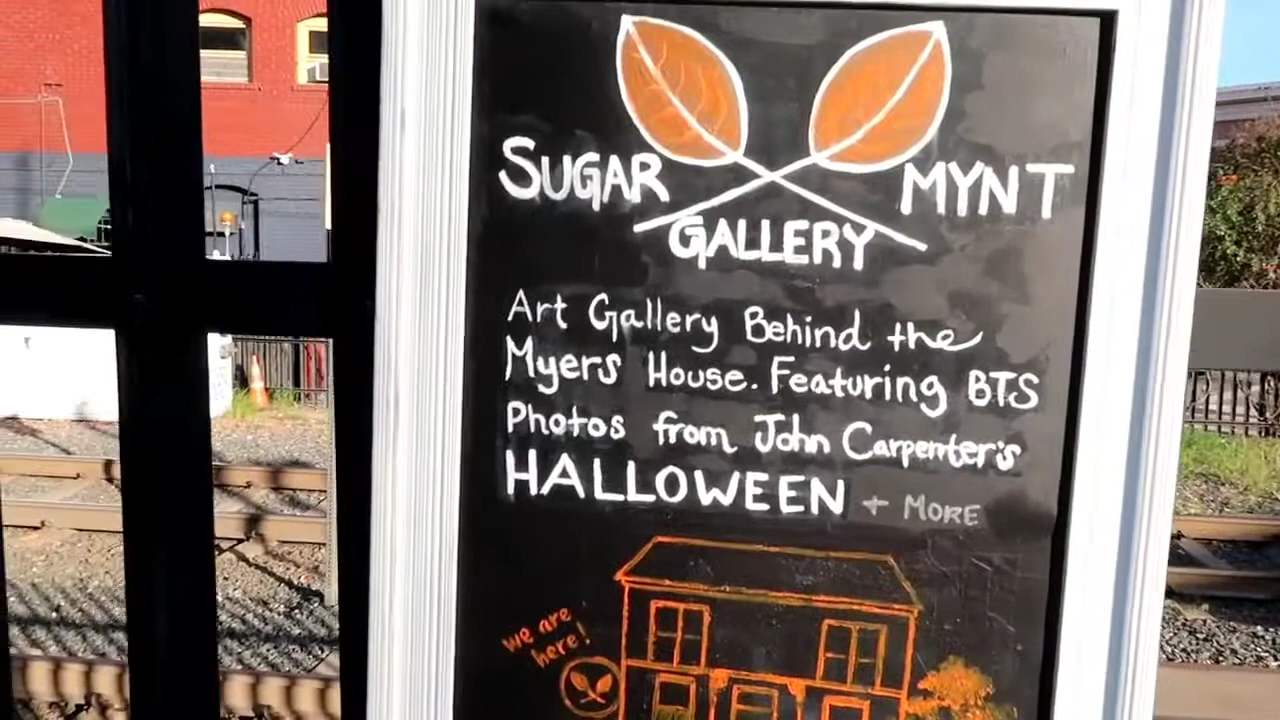 SUGAR MYNT
GALLERY
Art Gallery Behind the
Myers House. Featuring BTS
Photos from John Carpenter's
HALLOWEEN + MORE
we are
here!